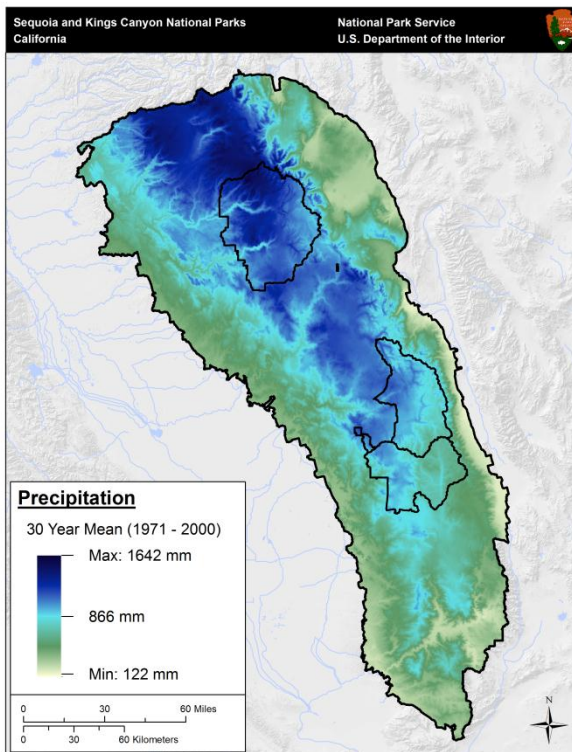 Sequoia and Kings Canyon National Parks
California
National Park Service
U.S. Department of the Interior
Precipitation
30 Year Mean (1971 - 2000)
Max: 1642 mm
866 mm
Min: 122 mm
0 30 60 Miles
0 30 60 Kilometers
N